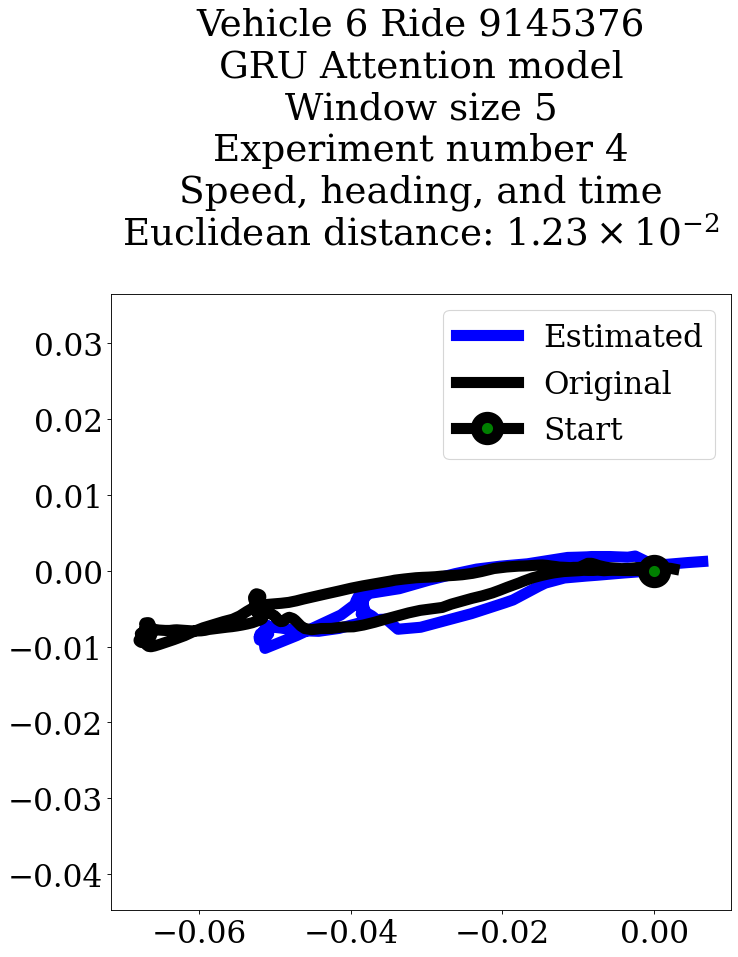 Vehicle 6 Ride 9145376
GRU Attention model
Window size 5
Experiment number 4
Speed, heading, and time
Euclidean distance: 1.23 × 10⁻²
Estimated
Original
Start
0.03
0.02
0.01
0.00
−0.01
−0.02
−0.03
−0.04
−0.06 −0.04 −0.02 0.00